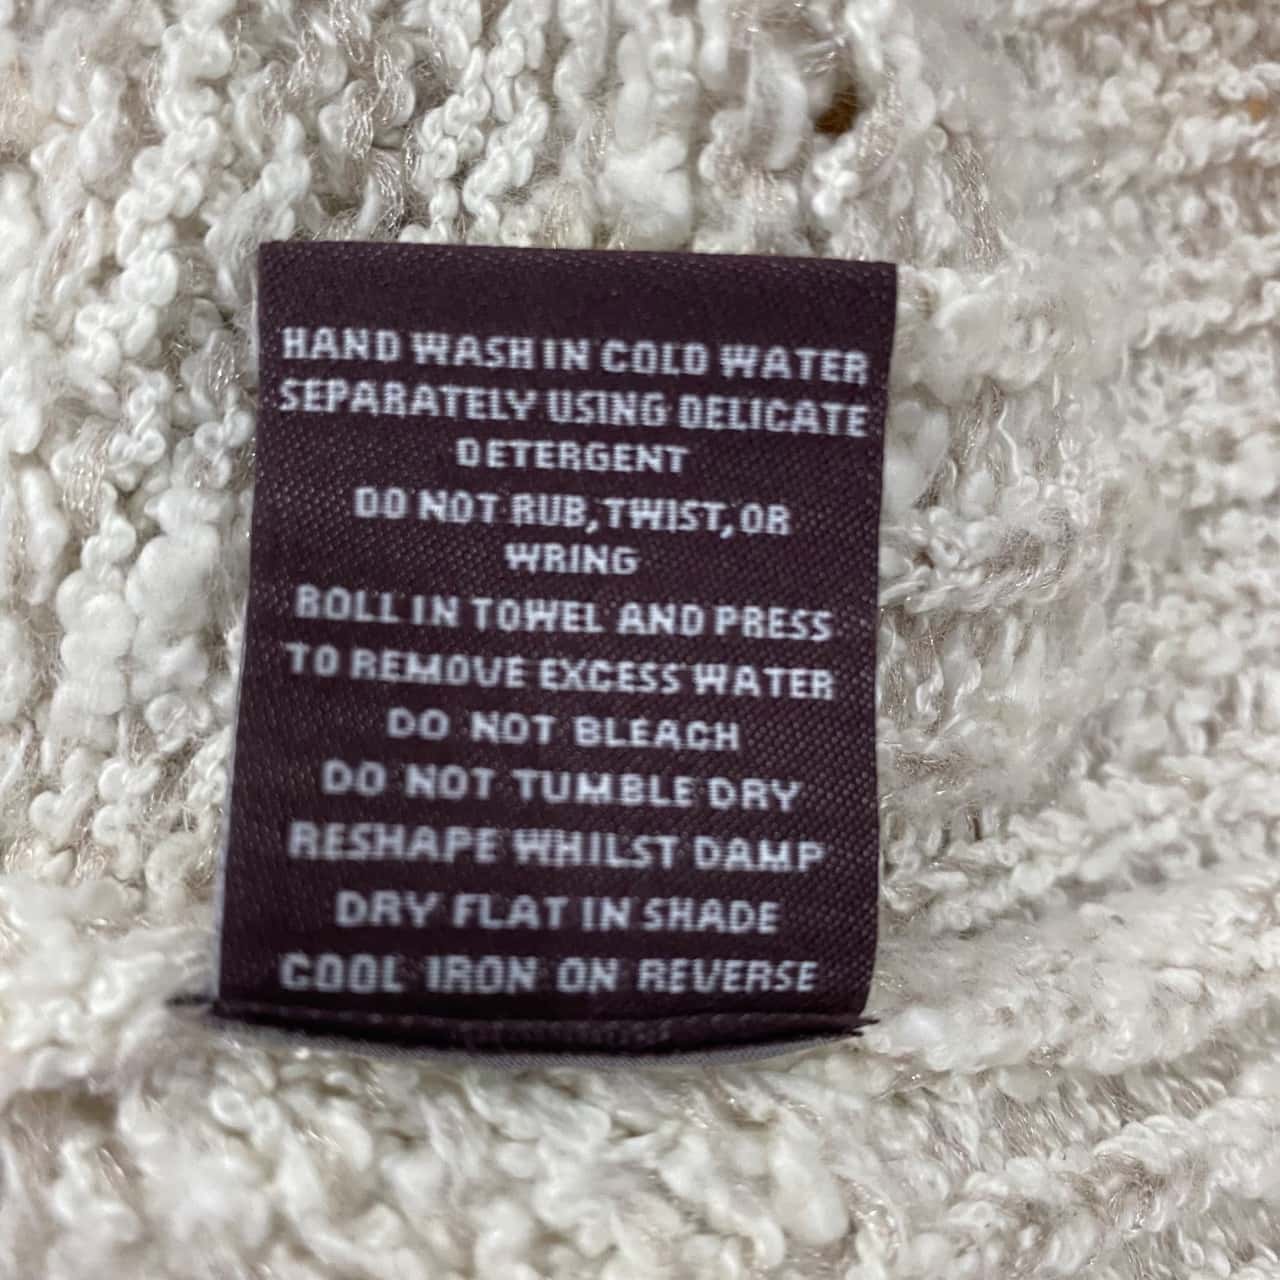 HAND WASH IN COLD WATER
SEPARATELY USING DELICATE
DETERGENT
DO NOT RUB, TWIST, OR
WRING
ROLL IN TOWEL AND PRESS
TO REMOVE EXCESS WATER
DO NOT BLEACH
DO NOT TUMBLE DRY
RESHAPE WHILST DAMP
DRY FLAT IN SHADE
COOL IRON ON REVERSE